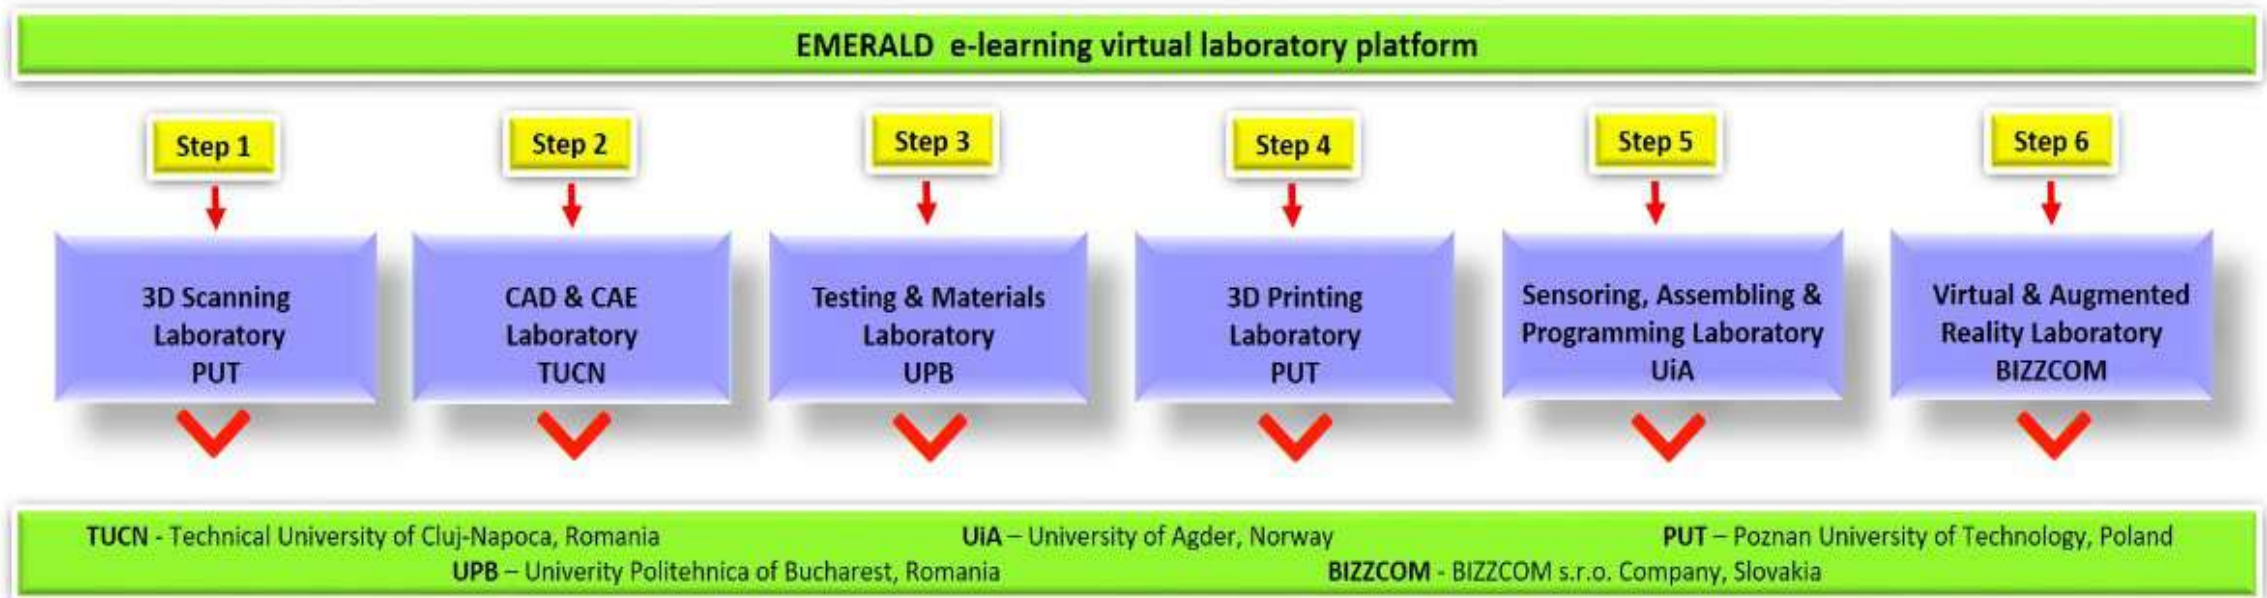 EMERALD e-learning virtual laboratory platform
Step 1
Step 2
Step 3
Step 4
Step 5
Step 6
3D Scanning
Laboratory
PUT
CAD & CAE
Laboratory
TUCN
Testing & Materials
Laboratory
UPB
3D Printing
Laboratory
PUT
Sensoring, Assembling &
Programming Laboratory
UiA
Virtual & Augmented
Reality Laboratory
BIZZCOM
TUCN - Technical University of Cluj-Napoca, Romania
UiA – University of Agder, Norway
PUT – Poznan University of Technology, Poland
UPB – Univerity Politehnica of Bucharest, Romania
BIZZCOM - BIZZCOM s.r.o. Company, Slovakia